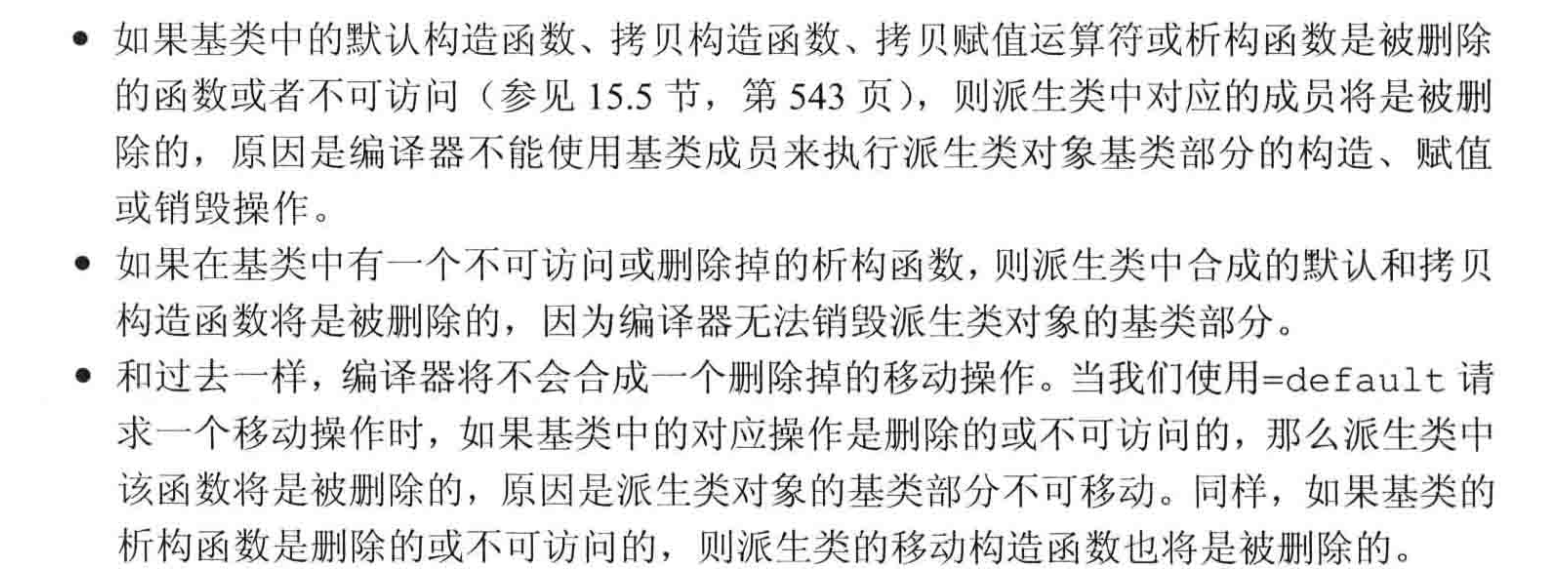 • 如果基类中的默认构造函数、拷贝构造函数、拷贝赋值运算符或析构函数是被删除
的函数或者不可访问（参见 15.5 节，第 543 页），则派生类中对应的成员将是被删
除的，原因是编译器不能使用基类成员来执行派生类对象基类部分的构造、赋值
或销毁操作。
• 如果在基类中有一个不可访问或删除掉的析构函数，则派生类中合成的默认和拷贝
构造函数将是被删除的，因为编译器无法销毁派生类对象的基类部分。
• 和过去一样，编译器将不会合成一个删除掉的移动操作。当我们使用=default 请
求一个移动操作时，如果基类中的对应操作是删除的或不可访问的，那么派生类中
该函数将是被删除的，原因是派生类对象的基类部分不可移动。同样，如果基类的
析构函数是删除的或不可访问的，则派生类的移动构造函数也将是被删除的。